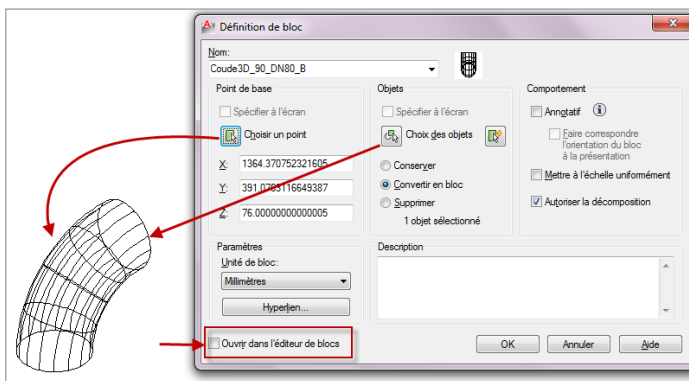 Définition de bloc
Nom:
Coude3D_90_DN80_B
Point de base
Spécifier à l'écran
Choisir un point
X: 1364.370752321605
Y: 391.0793116649387
Z: 76.00000000000005
Objets
Spécifier à l'écran
Choix des objets
Conserver
Convertir en bloc
Supprimer
1 objet sélectionné
Comportement
Annotatif
Faire correspondre
l'orientation du bloc
à la présentation
Mettre à l'échelle uniformément
Autoriser la décomposition
Paramètres
Unité de bloc:
Millimètres
Hyperlien...
Description
Ouvrir dans l'éditeur de blocs
OK
Annuler
Aide